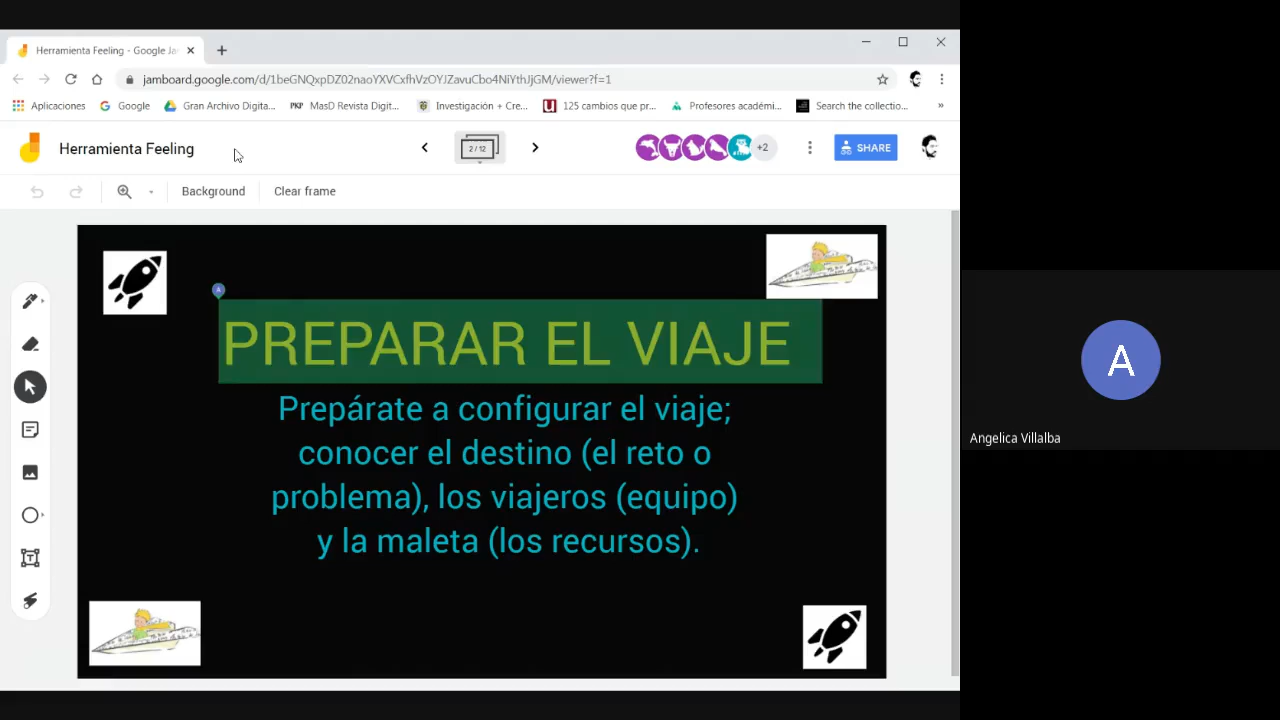 Herramienta Feeling - Google Ja
jamboard.google.com/d/1beGNQxpDZ02naoYXVCxfhVzOYJZavuCbo4NiYthJjGM/viewer?f=1
Aplicaciones Google Gran Archivo Digita... PKP MasD Revista Digit... Investigación + Cre... U 125 cambios que pr... Profesores académi... Search the collectio... »
Herramienta Feeling 2 / 12 +2 SHARE
Background Clear frame
A
PREPARAR EL VIAJE
Prepárate a configurar el viaje;
conocer el destino (el reto o
problema), los viajeros (equipo)
y la maleta (los recursos).
A
Angelica Villalba